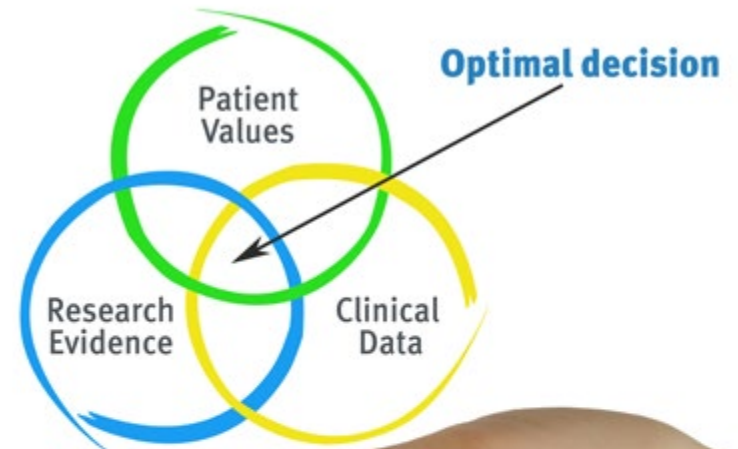 Optimal decision
Patient
Values
Research
Evidence
Clinical
Data